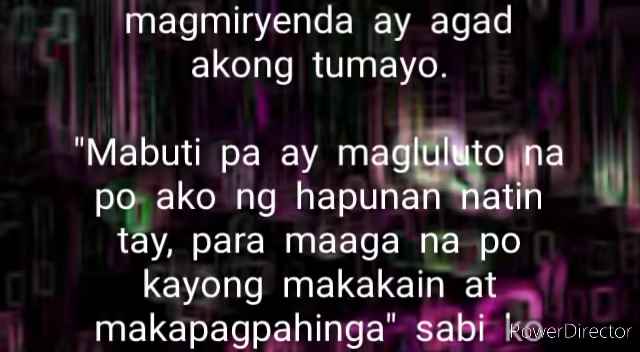 magmiryenda ay agad
akong tumayo.
"Mabuti pa ay magluluto na
po ako ng hapunan natin
tay, para maaga na po
kayong makakain at
makapagpahinga" sabi ko
PowerDirector